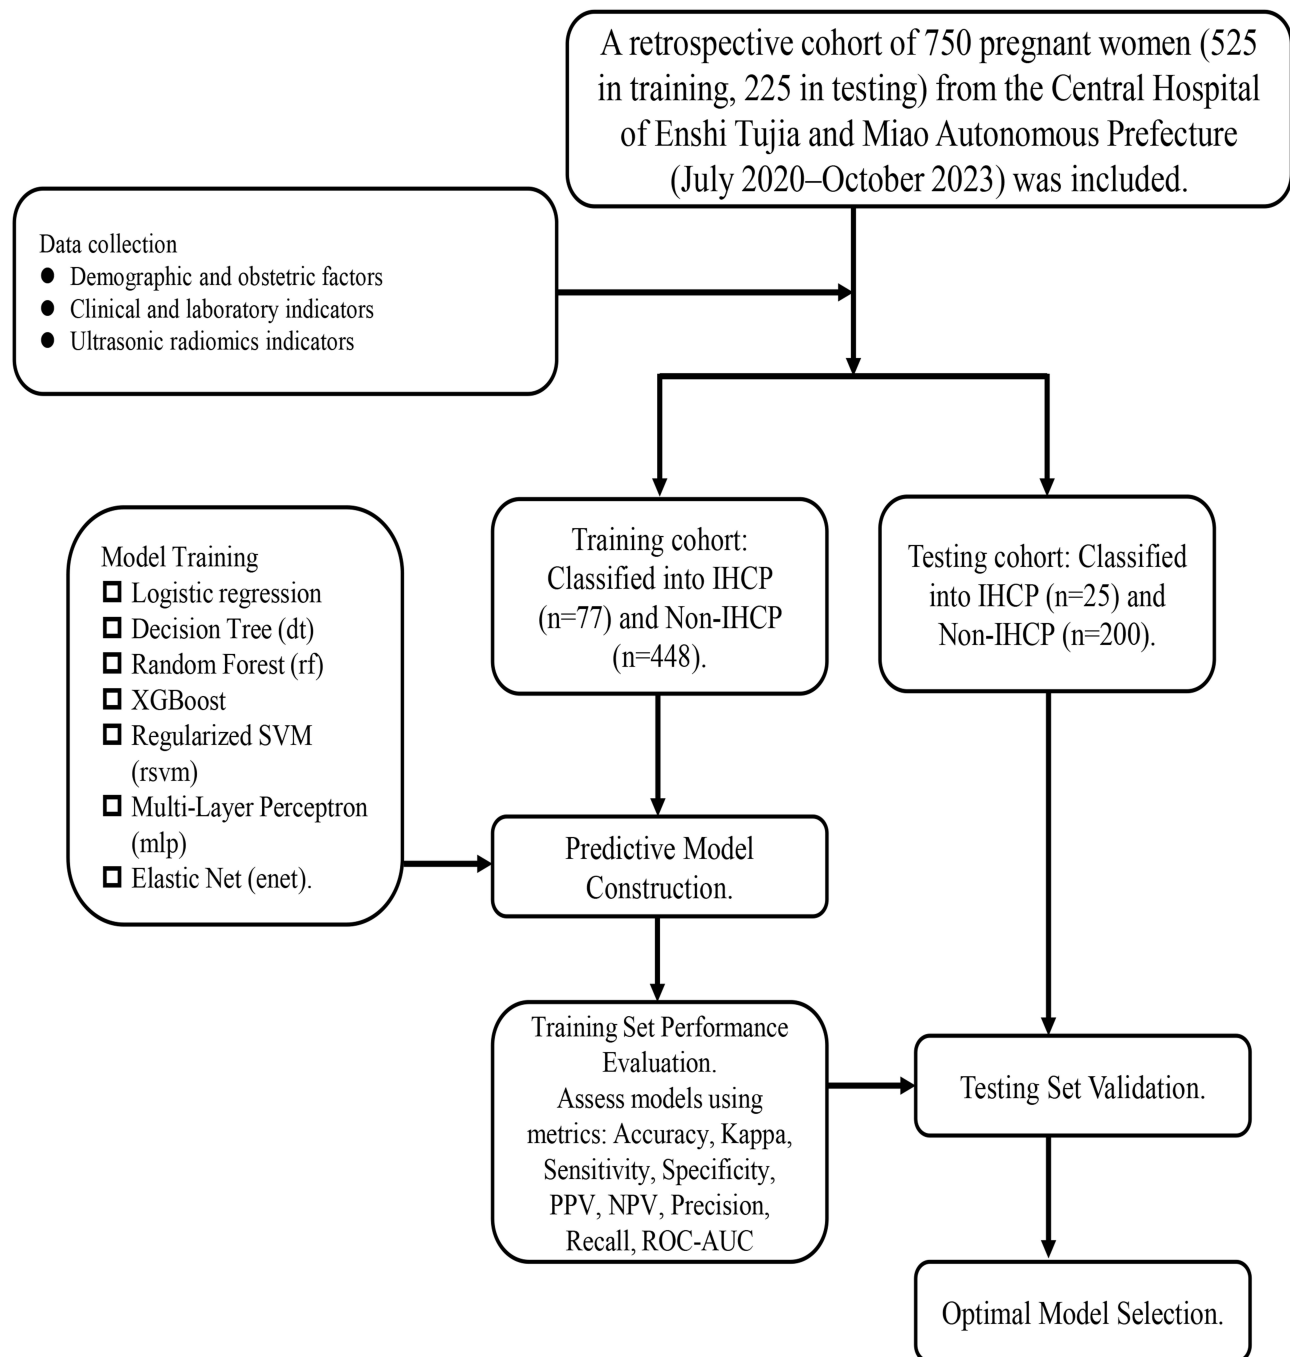 A retrospective cohort of 750 pregnant women (525
in training, 225 in testing) from the Central Hospital
of Enshi Tujia and Miao Autonomous Prefecture
(July 2020–October 2023) was included.
Data collection
● Demographic and obstetric factors
● Clinical and laboratory indicators
● Ultrasonic radiomics indicators
Training cohort:
Classified into IHCP
(n=77) and Non-IHCP
(n=448).
Testing cohort: Classified
into IHCP (n=25) and
Non-IHCP (n=200).
Model Training
Logistic regression
Decision Tree (dt)
Random Forest (rf)
XGBoost
Regularized SVM
(rsvm)
Multi-Layer Perceptron
(mlp)
Elastic Net (enet).
Predictive Model
Construction.
Training Set Performance
Evaluation.
Assess models using
metrics: Accuracy, Kappa,
Sensitivity, Specificity,
PPV, NPV, Precision,
Recall, ROC-AUC
Testing Set Validation.
Optimal Model Selection.